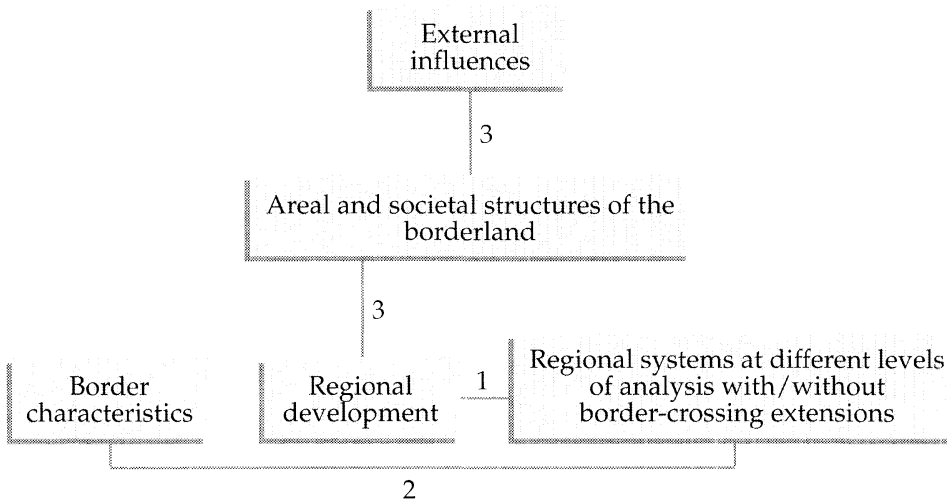 External
influences
3
Areal and societal structures of the
borderland
3
Border
characteristics
Regional
development
1
Regional systems at different levels
of analysis with/without
border-crossing extensions
2